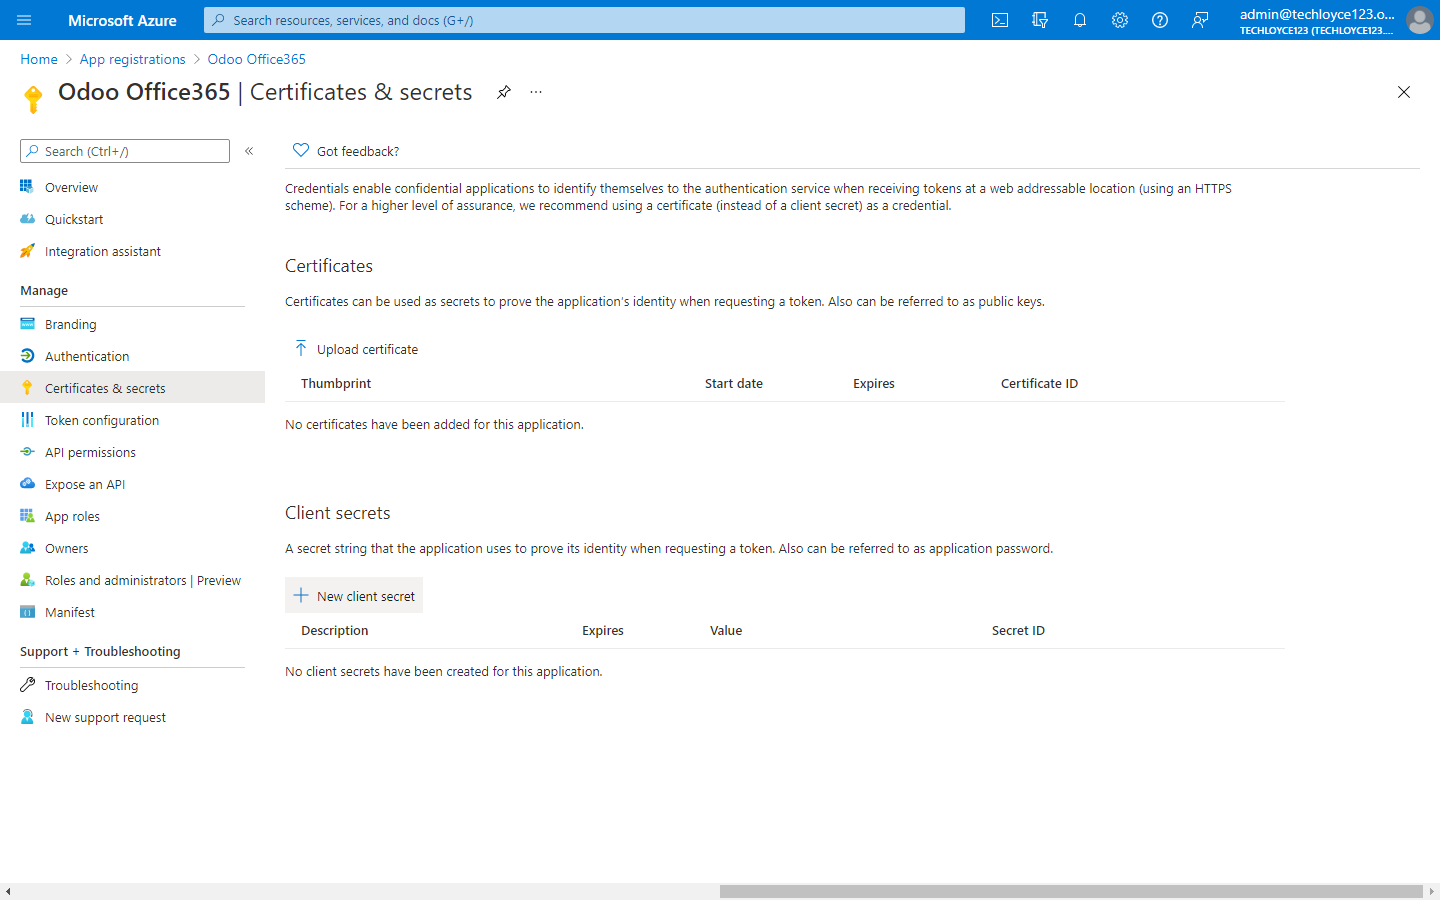 Microsoft Azure
Search resources, services, and docs (G+/)
admin@techloyce123.o...
TECHLOYCE123 (TECHLOYCE123....
Home > App registrations > Odoo Office365
Odoo Office365 | Certificates & secrets
Search (Ctrl+/)
Overview
Quickstart
Integration assistant
Manage
Branding
Authentication
Certificates & secrets
Token configuration
API permissions
Expose an API
App roles
Owners
Roles and administrators | Preview
Manifest
Support + Troubleshooting
Troubleshooting
New support request
Got feedback?
Credentials enable confidential applications to identify themselves to the authentication service when receiving tokens at a web addressable location (using an HTTPS
scheme). For a higher level of assurance, we recommend using a certificate (instead of a client secret) as a credential.
Certificates
Certificates can be used as secrets to prove the application's identity when requesting a token. Also can be referred to as public keys.
Upload certificate
Thumbprint Start date Expires Certificate ID
No certificates have been added for this application.
Client secrets
A secret string that the application uses to prove its identity when requesting a token. Also can be referred to as application password.
New client secret
Description Expires Value Secret ID
No client secrets have been created for this application.